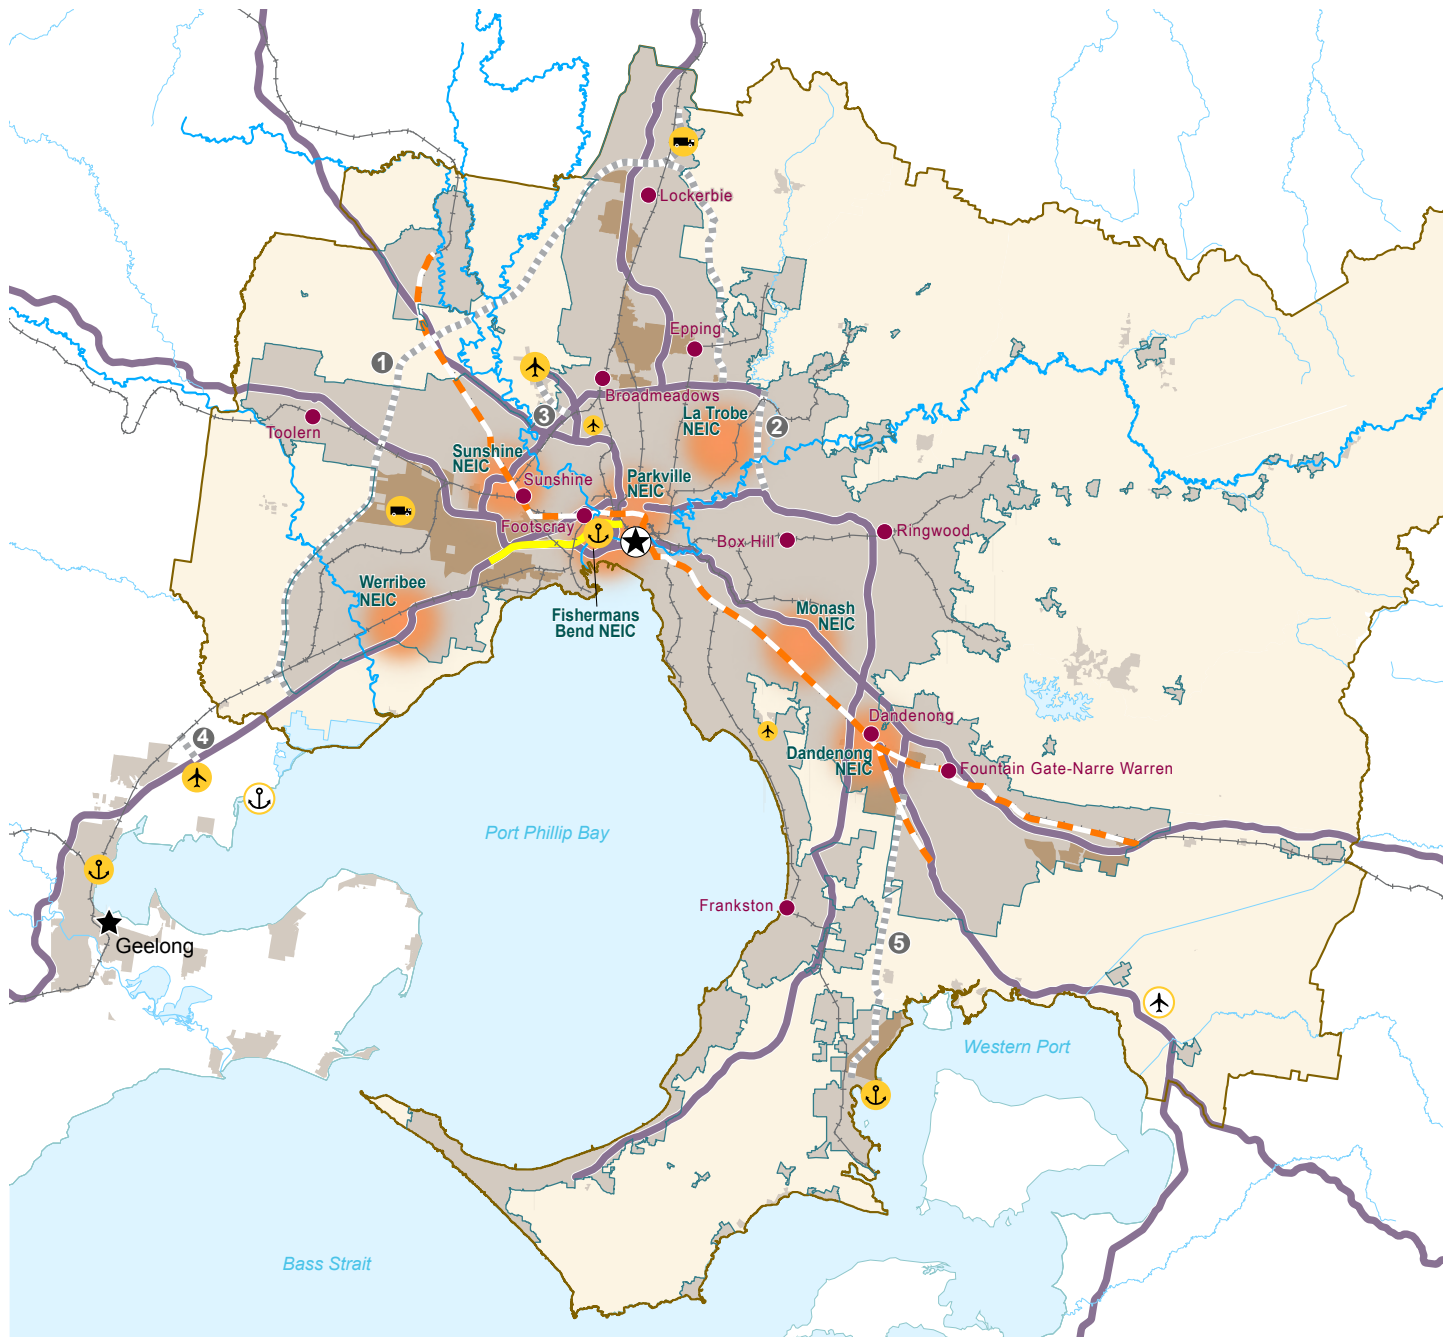 Lockerbie
Epping
1
Broadmeadows
La Trobe
NEIC
3
Toolern
2
Sunshine
NEIC
Sunshine
Parkville
NEIC
Footscray
Box Hill
Ringwood
Werribee
NEIC
Fishermans
Bend NEIC
Monash
NEIC
Dandenong
4
Dandenong
NEIC
Fountain Gate-Narre Warren
Port Phillip Bay
Frankston
Geelong
5
Western Port
Bass Strait